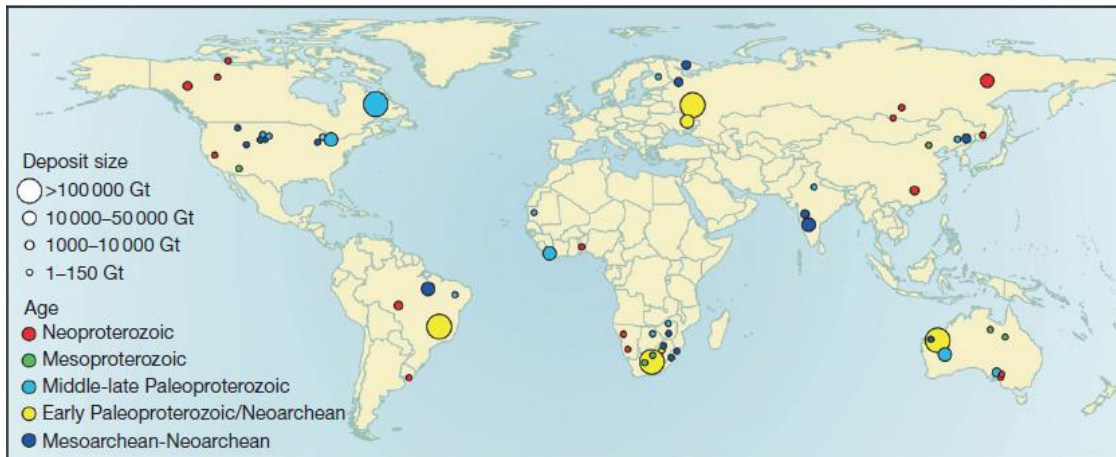 Deposit size
>100 000 Gt
10 000–50 000 Gt
1000–10 000 Gt
1–150 Gt
Age
Neoproterozoic
Mesoproterozoic
Middle-late Paleoproterozoic
Early Paleoproterozoic/Neoarchean
Mesoarchean-Neoarchean